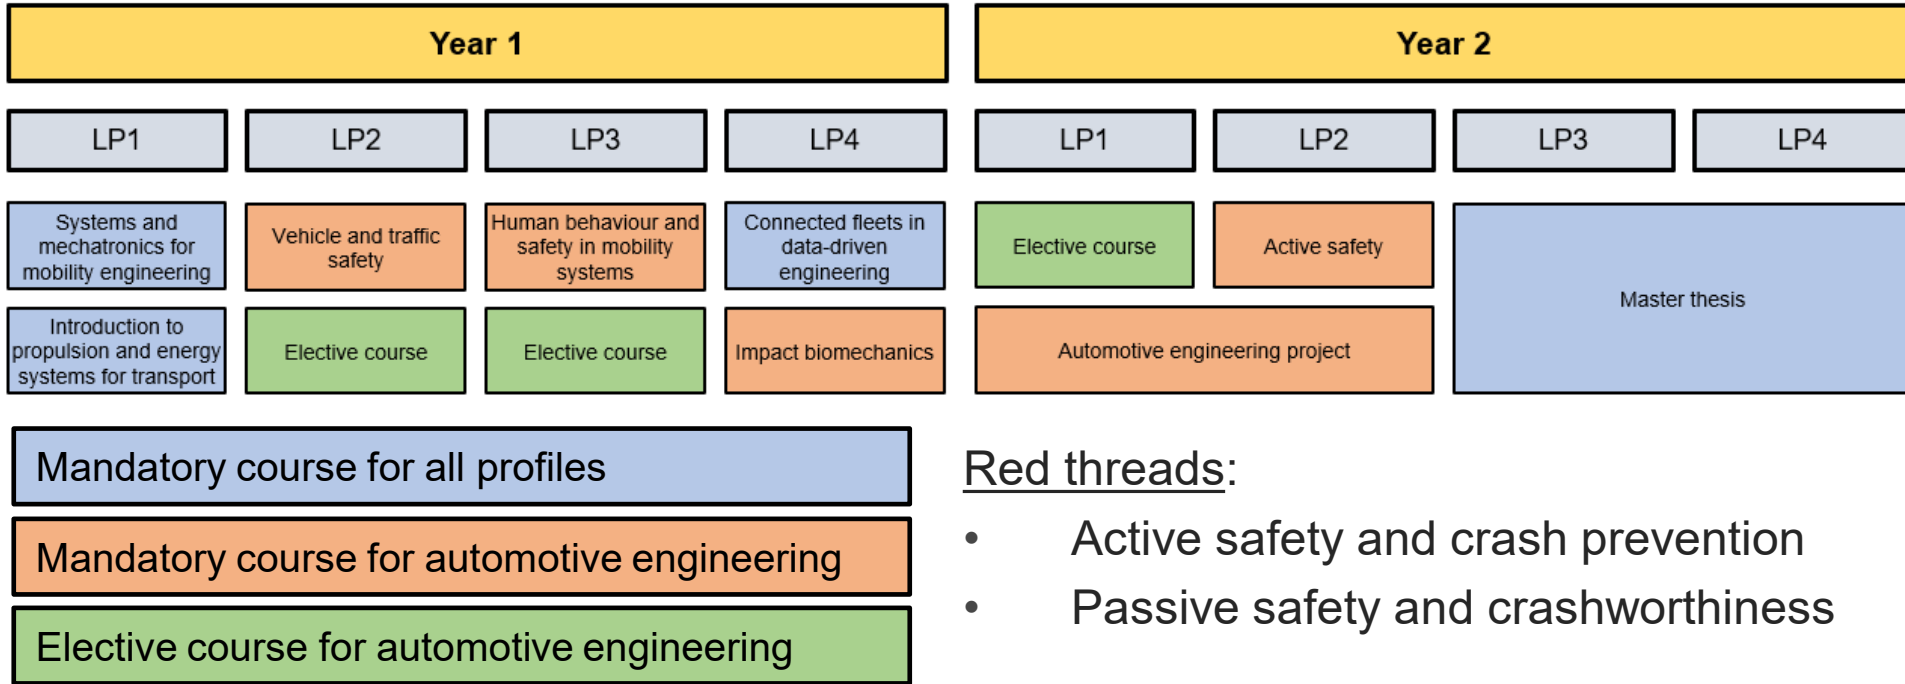 Year 1
Year 2
LP1
LP2
LP3
LP4
LP1
LP2
LP3
LP4
Systems and
mechatronics for
mobility engineering
Vehicle and traffic
safety
Human behaviour and
safety in mobility
systems
Connected fleets in
data-driven
engineering
Elective course
Active safety
Master thesis
Introduction to
propulsion and energy
systems for transport
Elective course
Elective course
Impact biomechanics
Automotive engineering project
Mandatory course for all profiles
Mandatory course for automotive engineering
Elective course for automotive engineering
Red threads:
• Active safety and crash prevention
• Passive safety and crashworthiness